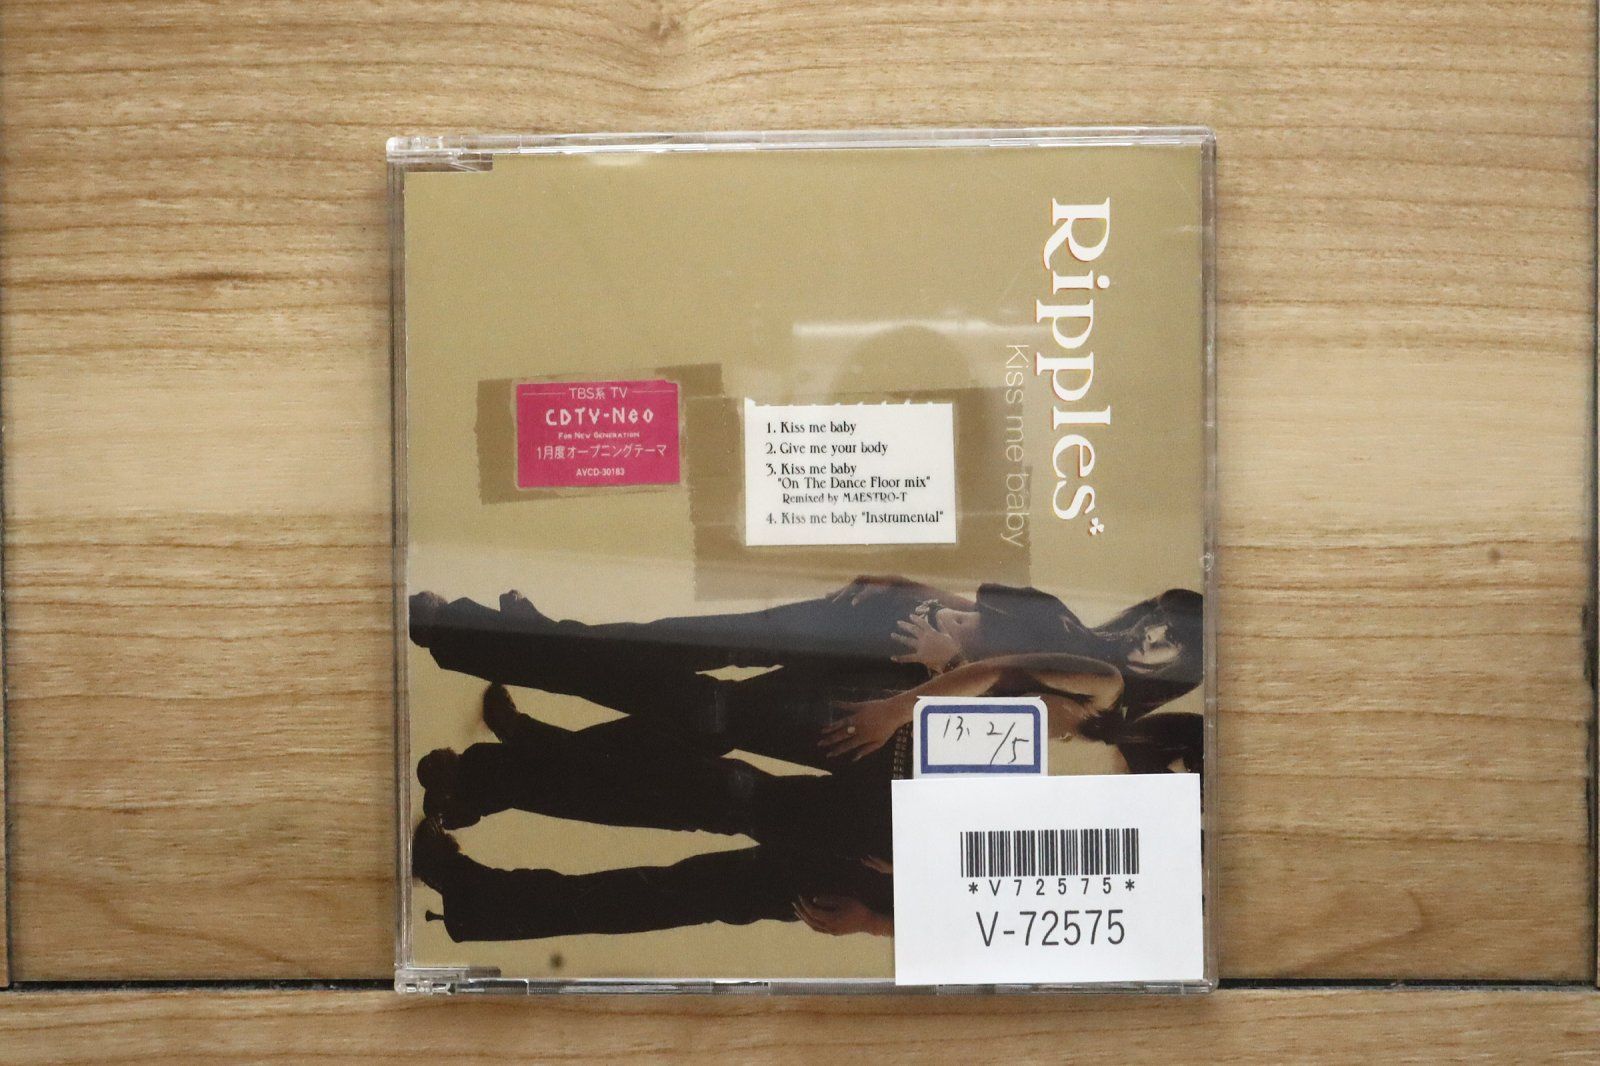 Ripples*
Kiss me baby
TBS系 TV
CDTV-Neo
FOR NEW GENERATION
1月度オープニングテーマ
AVCD-30183
1. Kiss me baby
2. Give me your body
3. Kiss me baby
"On The Dance Floor mix"
Remixed by MAESTRO-T
4. Kiss me baby "Instrumental"
13. 2/5
*V72575*
V-72575